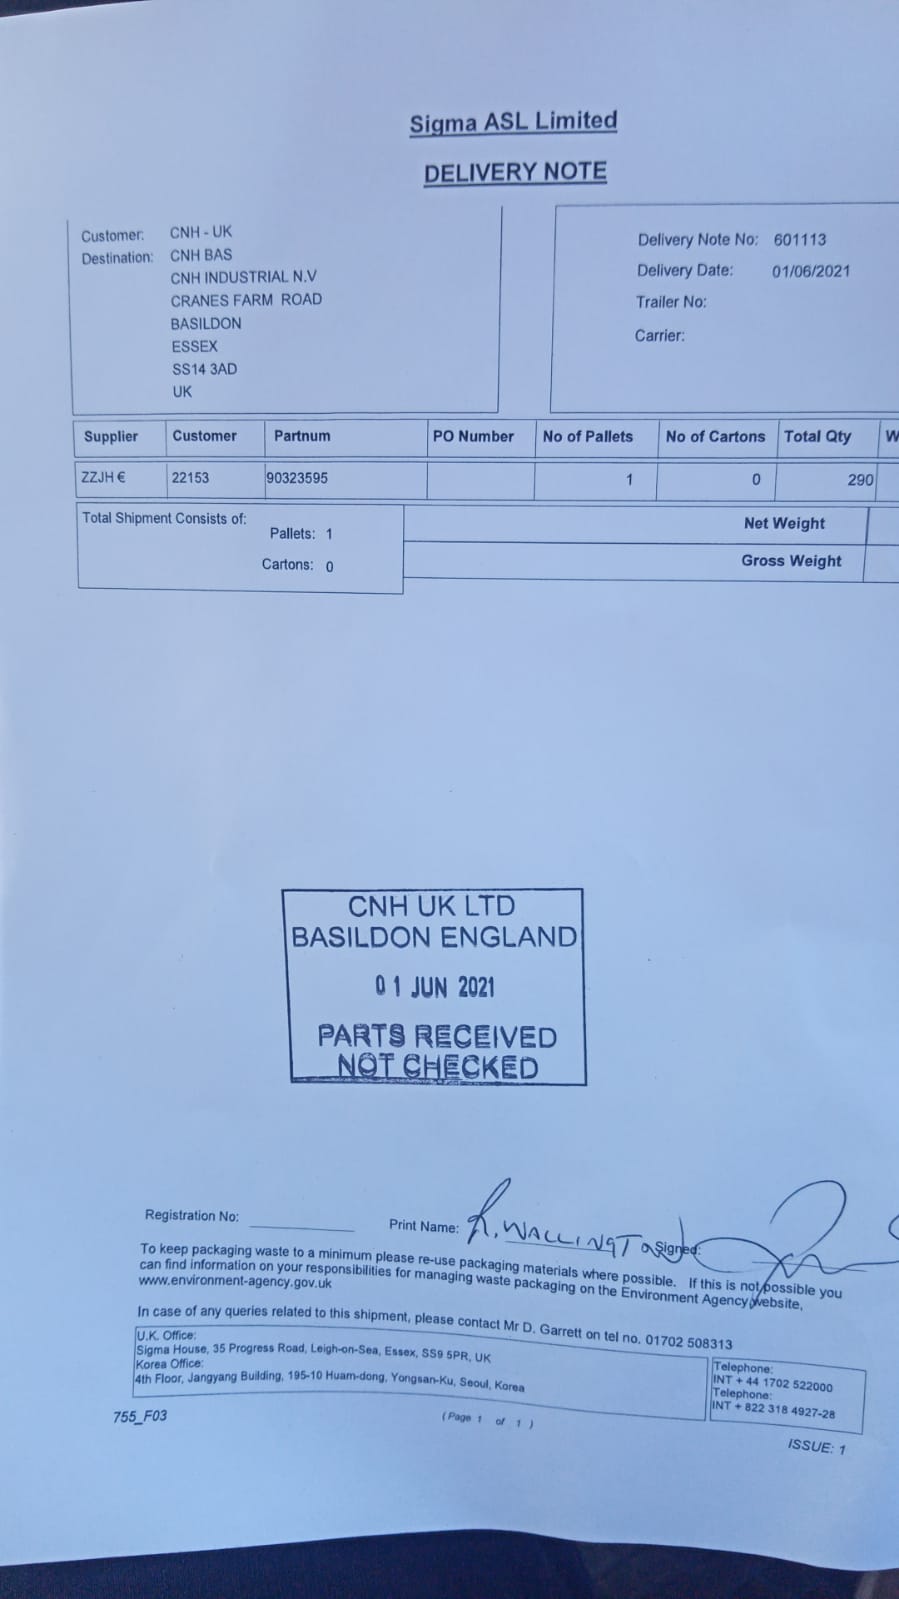 Sigma ASL Limited
DELIVERY NOTE
Customer: CNH - UK
Destination: CNH BAS
CNH INDUSTRIAL N.V
CRANES FARM ROAD
BASILDON
ESSEX
SS14 3AD
UK
Delivery Note No: 601113
Delivery Date: 01/06/2021
Trailer No:
Carrier:
Supplier Customer Partnum PO Number No of Pallets No of Cartons Total Qty W
ZZJH € 22153 90323595 1 0 290
Total Shipment Consists of:
Pallets: 1
Cartons: 0
Net Weight
Gross Weight
CNH UK LTD
BASILDON ENGLAND
01 JUN 2021
PARTS RECEIVED
NOT CHECKED
Registration No: Print Name: R. WALLINGTON Signed:
To keep packaging waste to a minimum please re-use packaging materials where possible. If this is not possible you
can find information on your responsibilities for managing waste packaging on the Environment Agency website,
www.environment-agency.gov.uk
In case of any queries related to this shipment, please contact Mr D. Garrett on tel no. 01702 508313
U.K. Office:
Sigma House, 35 Progress Road, Leigh-on-Sea, Essex, SS9 5PR, UK
Korea Office:
4th Floor, Jangyang Building, 195-10 Huam-dong, Yongsan-Ku, Seoul, Korea
Telephone:
INT + 44 1702 522000
Telephone:
INT + 822 318 4927-28
755_F03
( Page 1 of 1 )
ISSUE: 1